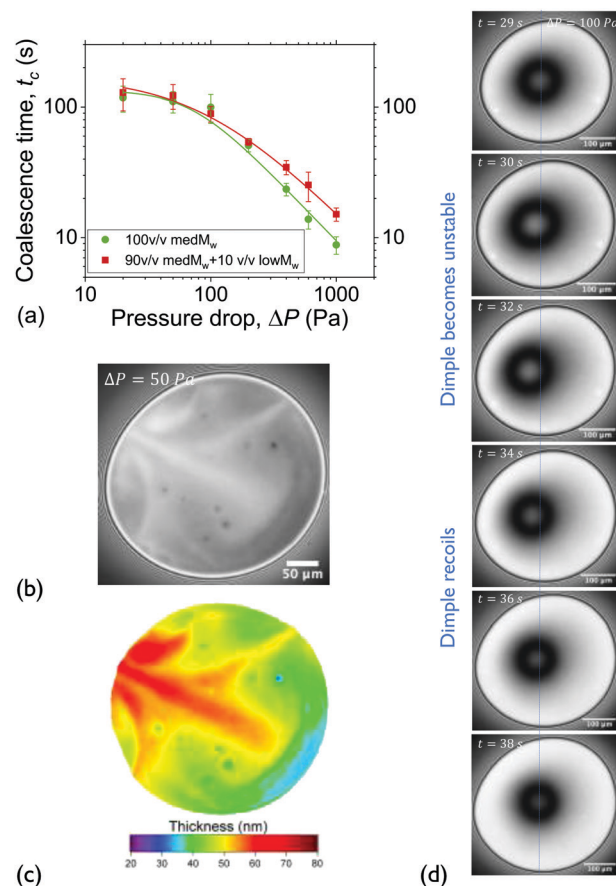 Coalescence time, t_c (s)
100
10
100
10
100v/v medM_w
90v/v medM_w+10 v/v lowM_w
10
100
1000
(a)
Pressure drop, ΔP (Pa)
ΔP = 50 Pa
50 μm
(b)
Thickness (nm)
20 30 40 50 60 70 80
(c)
t = 29 s
ΔP = 100 Pa
100 μm
t = 30 s
100 μm
Dimple becomes unstable
t = 32 s
100 μm
t = 34 s
100 μm
Dimple recoils
t = 36 s
100 μm
t = 38 s
100 μm
(d)